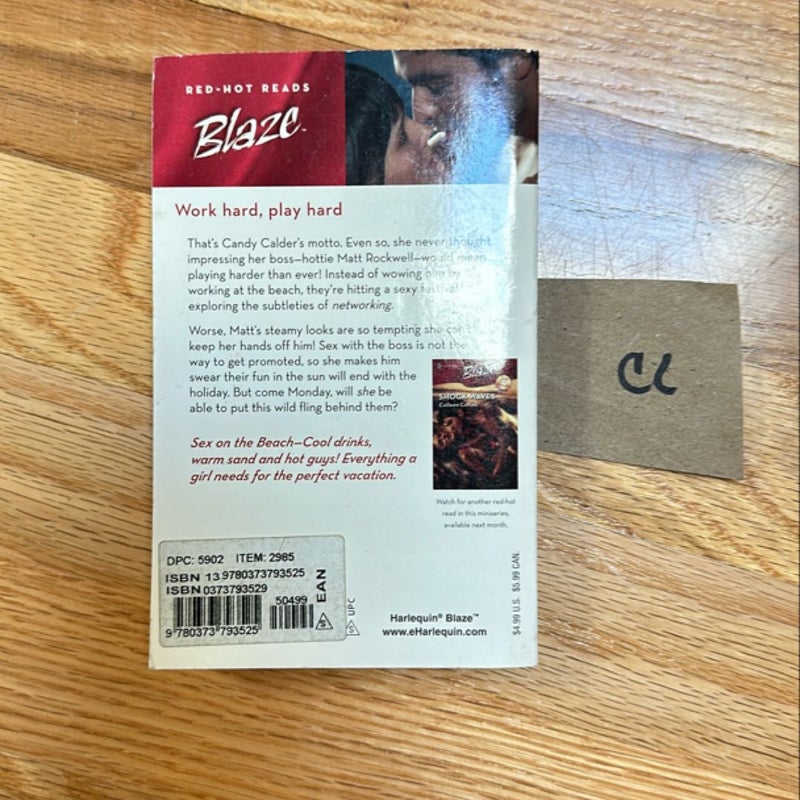 RED-HOT READS
Blaze™
Work hard, play hard
That's Candy Calder's motto. Even so, she never thought
impressing her boss—hottie Matt Rockwell—would mean
playing harder than ever! Instead of wowing him by
working at the beach, they're hitting a sexy festival
exploring the subtleties of networking.
Worse, Matt's steamy looks are so tempting she can't
keep her hands off him! Sex with the boss is not the
way to get promoted, so she makes him
swear their fun in the sun will end with the
holiday. But come Monday, will she be
able to put this wild fling behind them?
Sex on the Beach—Cool drinks,
warm sand and hot guys! Everything a
girl needs for the perfect vacation.
Blaze
SHOCK WAVES
Colleen Collins
Watch for another red-hot
read in this miniseries,
available next month.
DPC: 5902 ITEM: 2985
ISBN 13 9780373793525
ISBN 0373793529
50499
EAN
9 780373 793525
S
UPC
S
Harlequin® Blaze™
www.eHarlequin.com
$4.99 U.S. $5.99 CAN.
CC